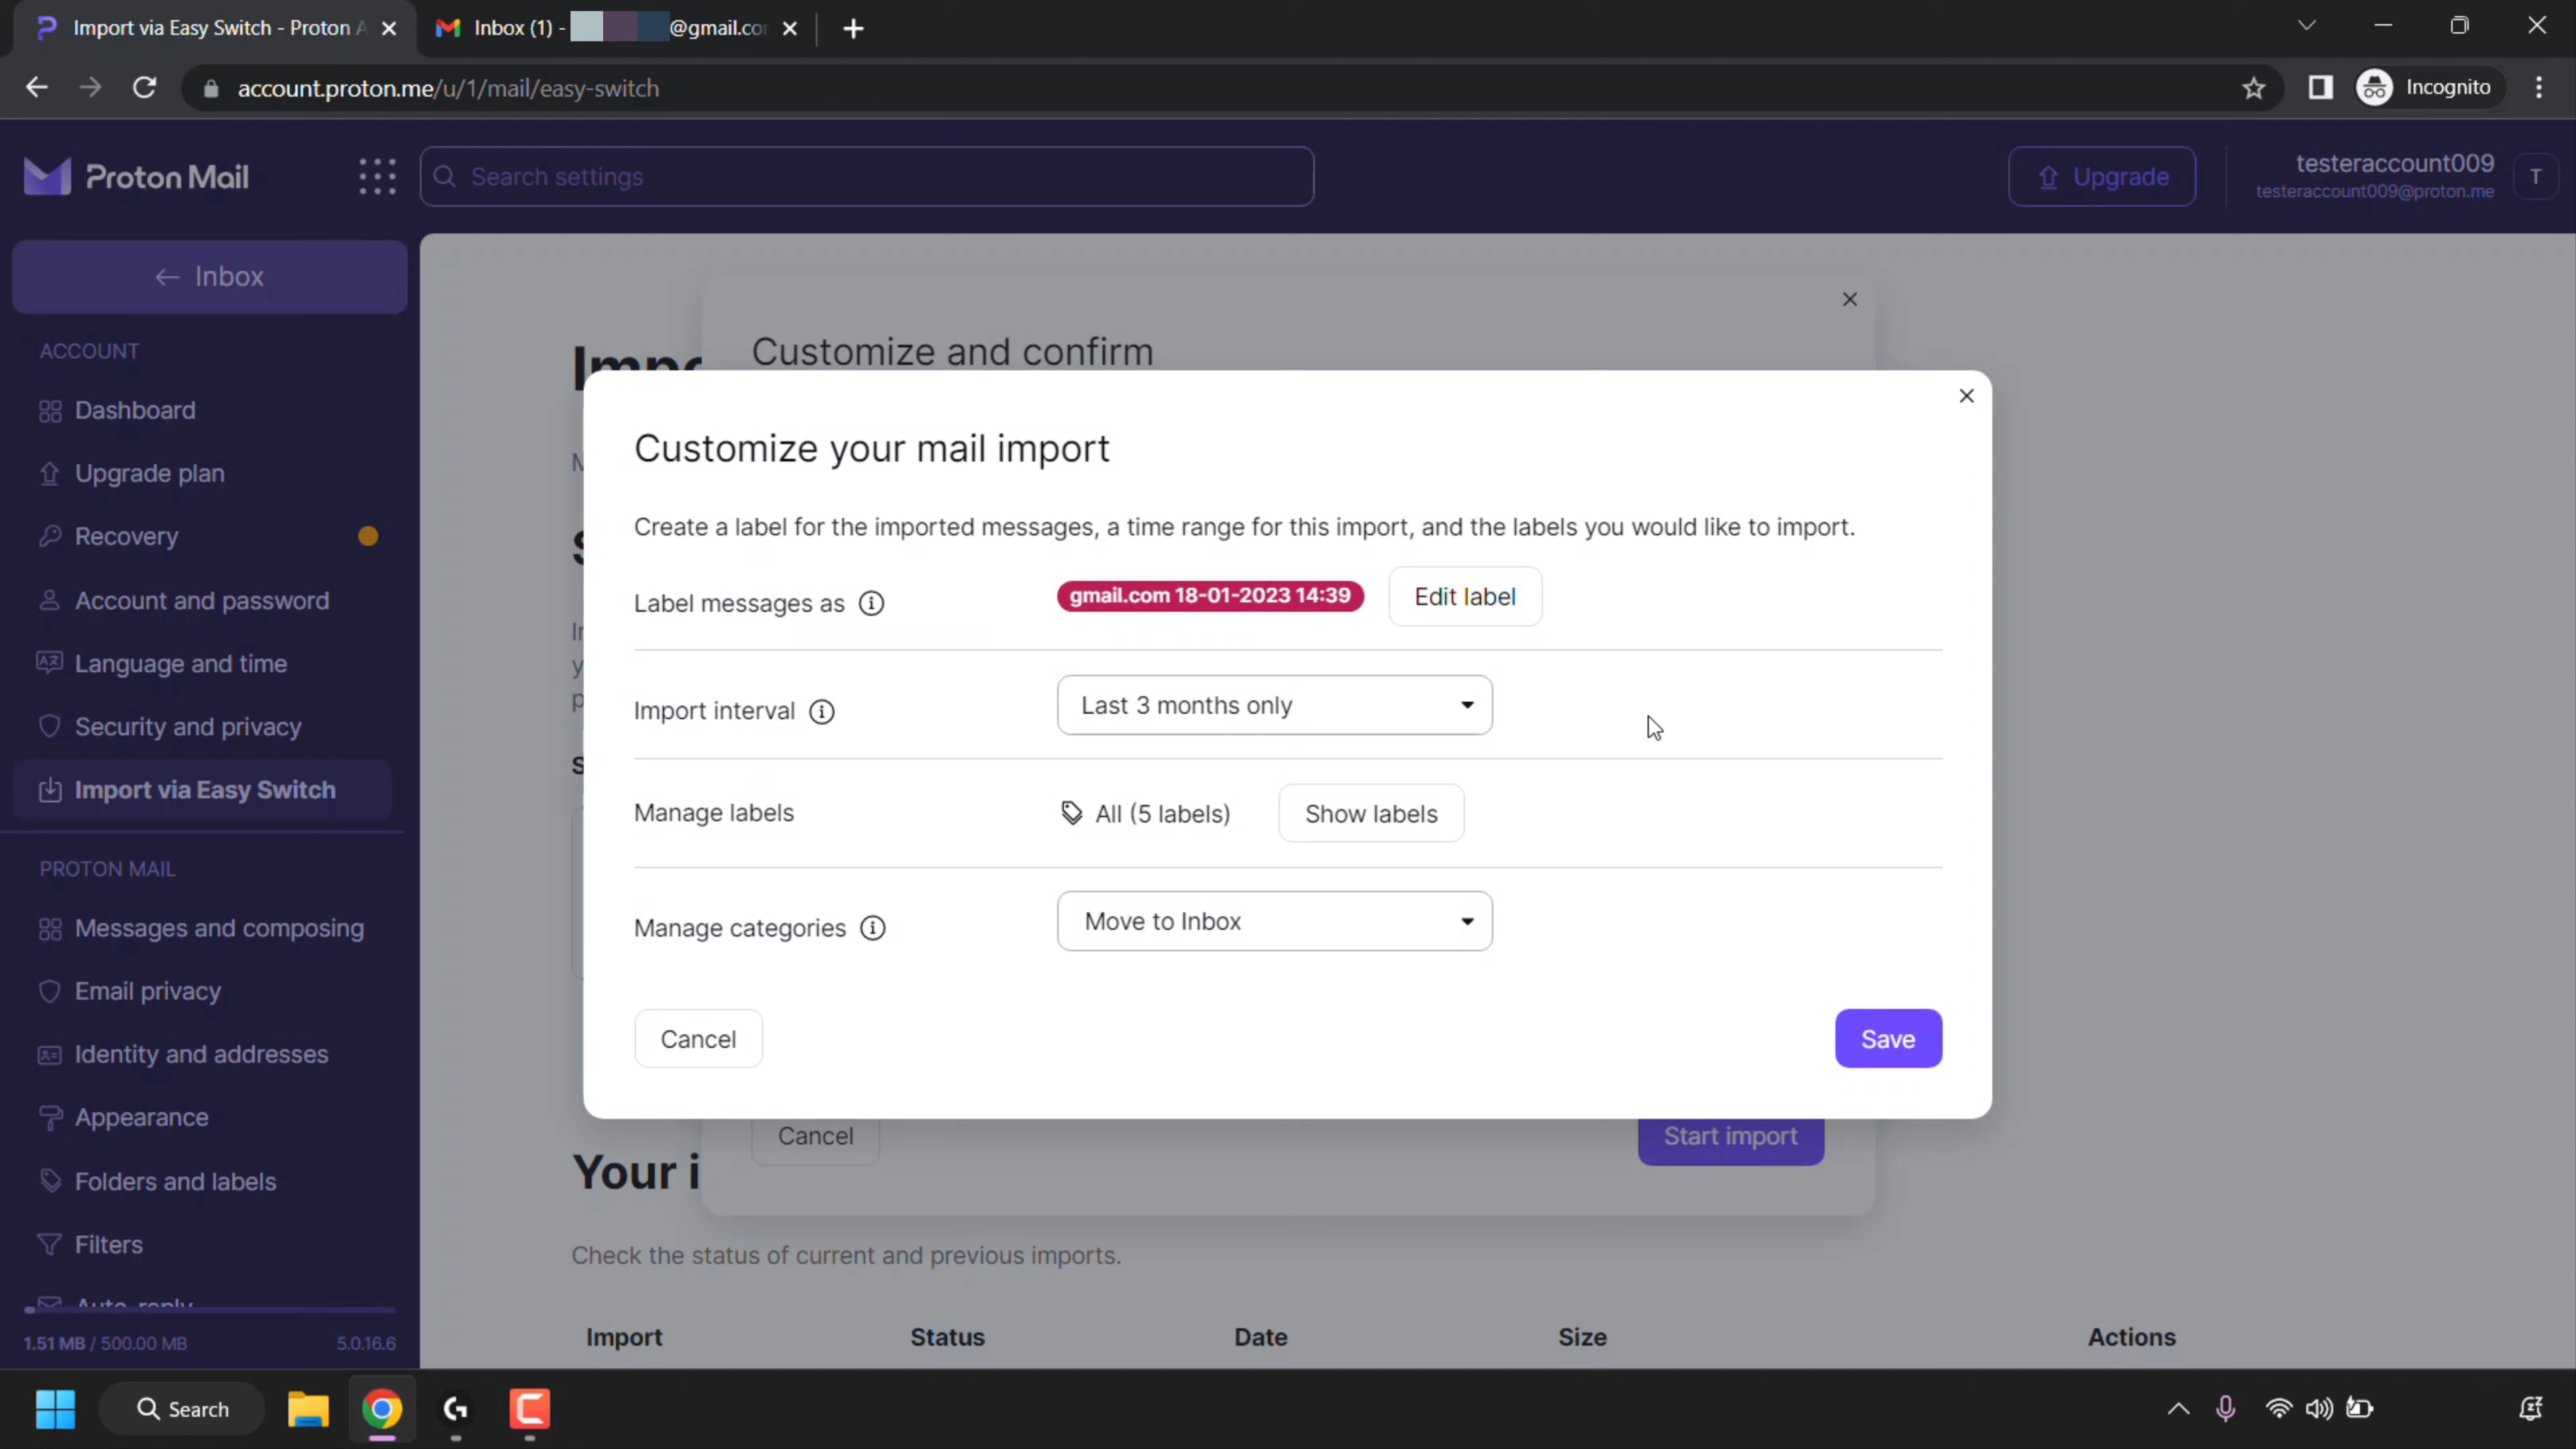 Import via Easy Switch - Proton A
Inbox (1) -
@gmail.co
account.proton.me/u/1/mail/easy-switch
Incognito
Proton Mail
Search settings
Upgrade
testeraccount009
testeraccount009@proton.me
T
Inbox
ACCOUNT
Dashboard
Upgrade plan
Recovery
Account and password
Language and time
Security and privacy
Import via Easy Switch
PROTON MAIL
Messages and composing
Email privacy
Identity and addresses
Appearance
Folders and labels
Filters
Auto-reply
1.51 MB / 500.00 MB
5.0.16.6
Customize and confirm
Customize your mail import
Create a label for the imported messages, a time range for this import, and the labels you would like to import.
Label messages as
gmail.com 18-01-2023 14:39
Edit label
Import interval
Last 3 months only
Manage labels
All (5 labels)
Show labels
Manage categories
Move to Inbox
Cancel
Save
Cancel
Start import
Your i
Check the status of current and previous imports.
Import
Status
Date
Size
Actions
Search